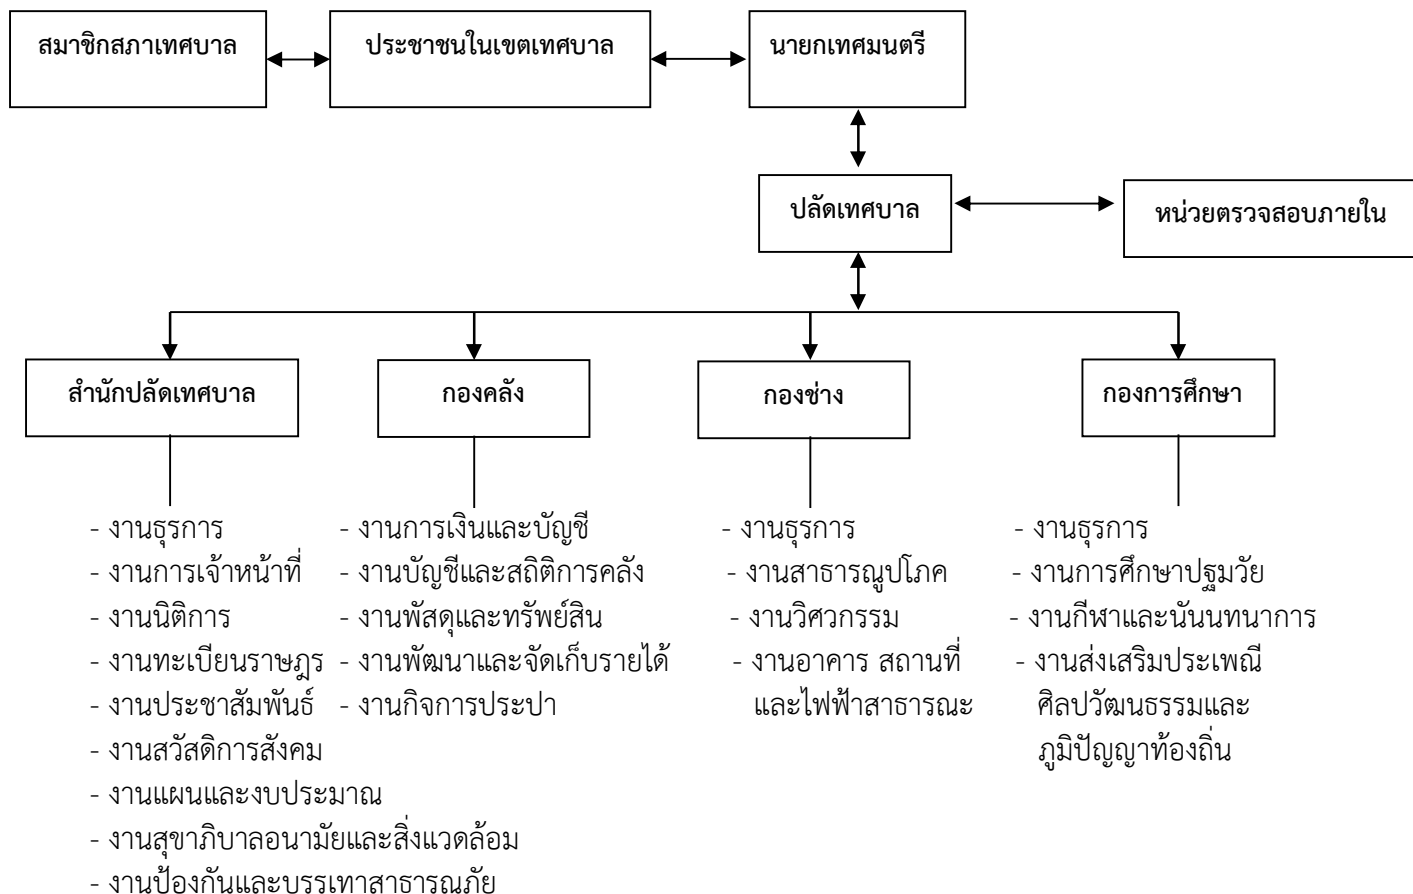 สมาชิกสภาเทศบาล
ประชาชนในเขตเทศบาล
นายกเทศมนตรี
ปลัดเทศบาล
หน่วยตรวจสอบภายใน
สำนักปลัดเทศบาล
กองคลัง
กองช่าง
กองการศึกษา
- งานธุรการ
- งานการเจ้าหน้าที่
- งานนิติการ
- งานทะเบียนราษฎร
- งานประชาสัมพันธ์
- งานสวัสดิการสังคม
- งานแผนและงบประมาณ
- งานสุขาภิบาลอนามัยและสิ่งแวดล้อม
- งานป้องกันและบรรเทาสาธารณภัย
- งานการเงินและบัญชี
- งานบัญชีและสถิติการคลัง
- งานพัสดุและทรัพย์สิน
- งานพัฒนาและจัดเก็บรายได้
- งานกิจการประปา
- งานธุรการ
- งานสาธารณูปโภค
- งานวิศวกรรม
- งานอาคาร สถานที่
และไฟฟ้าสาธารณะ
- งานธุรการ
- งานการศึกษาปฐมวัย
- งานกีฬาและนันนทนาการ
- งานส่งเสริมประเพณี
ศิลปวัฒนธรรมและ
ภูมิปัญญาท้องถิ่น